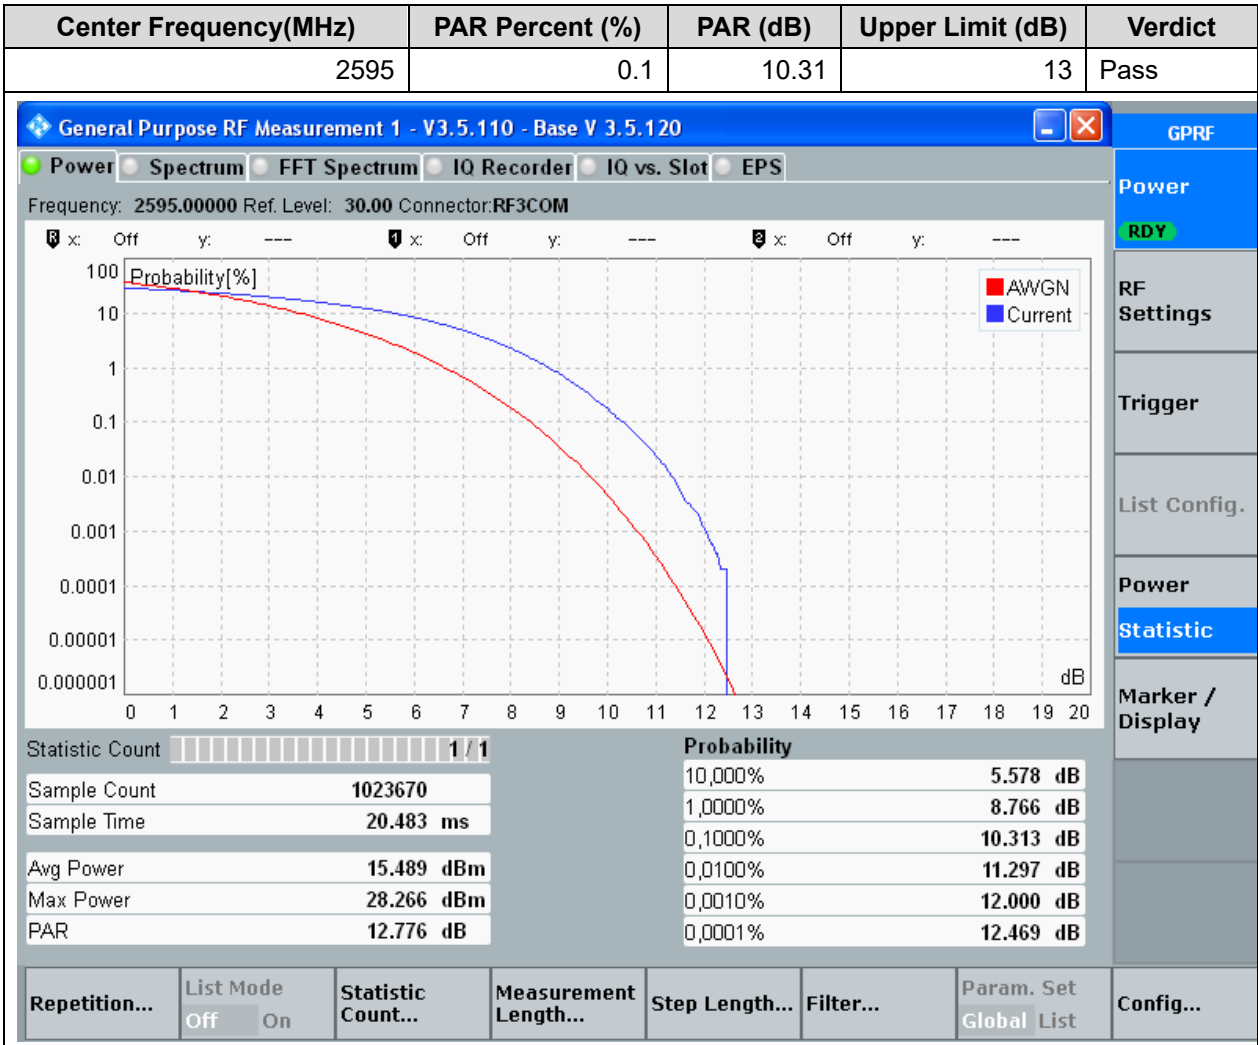 Center Frequency(MHz) PAR Percent (%) PAR (dB) Upper Limit (dB) Verdict
2595 0.1 10.31 13 Pass
General Purpose RF Measurement 1 - V3.5.110 - Base V 3.5.120
GPRF
Power Spectrum FFT Spectrum IQ Recorder IQ vs. Slot EPS
Power
RDY
Frequency: 2595.00000 Ref. Level: 30.00 Connector:RF3COM
R x: Off y: --- 1 x: Off y: --- 2 x: Off y: ---
Probability[%]
100
10
1
0.1
0.01
0.001
0.0001
0.00001
0.000001
AWGN
Current
dB
0 1 2 3 4 5 6 7 8 9 10 11 12 13 14 15 16 17 18 19 20
RF
Settings
Trigger
List Config.
Power
Statistic
Marker /
Display
Statistic Count 1 / 1
Sample Count 1023670
Sample Time 20.483 ms
Avg Power 15.489 dBm
Max Power 28.266 dBm
PAR 12.776 dB
Probability
10,000% 5.578 dB
1,0000% 8.766 dB
0,1000% 10.313 dB
0,0100% 11.297 dB
0,0010% 12.000 dB
0,0001% 12.469 dB
Repetition...
List Mode
Off On
Statistic
Count...
Measurement
Length...
Step Length...
Filter...
Param. Set
Global List
Config...